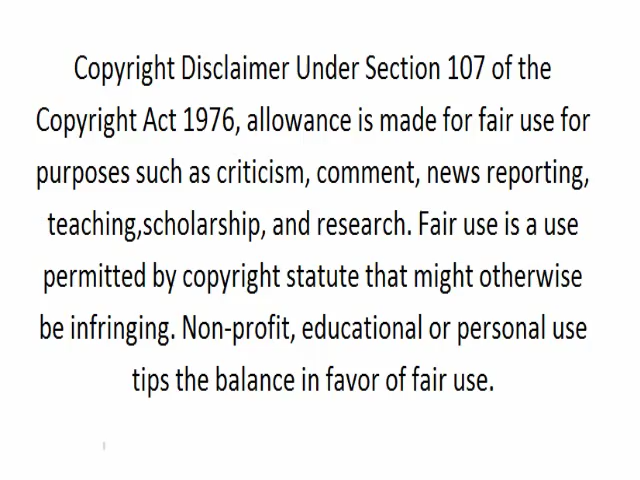 Copyright Disclaimer Under Section 107 of the
Copyright Act 1976, allowance is made for fair use for
purposes such as criticism, comment, news reporting,
teaching,scholarship, and research. Fair use is a use
permitted by copyright statute that might otherwise
be infringing. Non-profit, educational or personal use
tips the balance in favor of fair use.